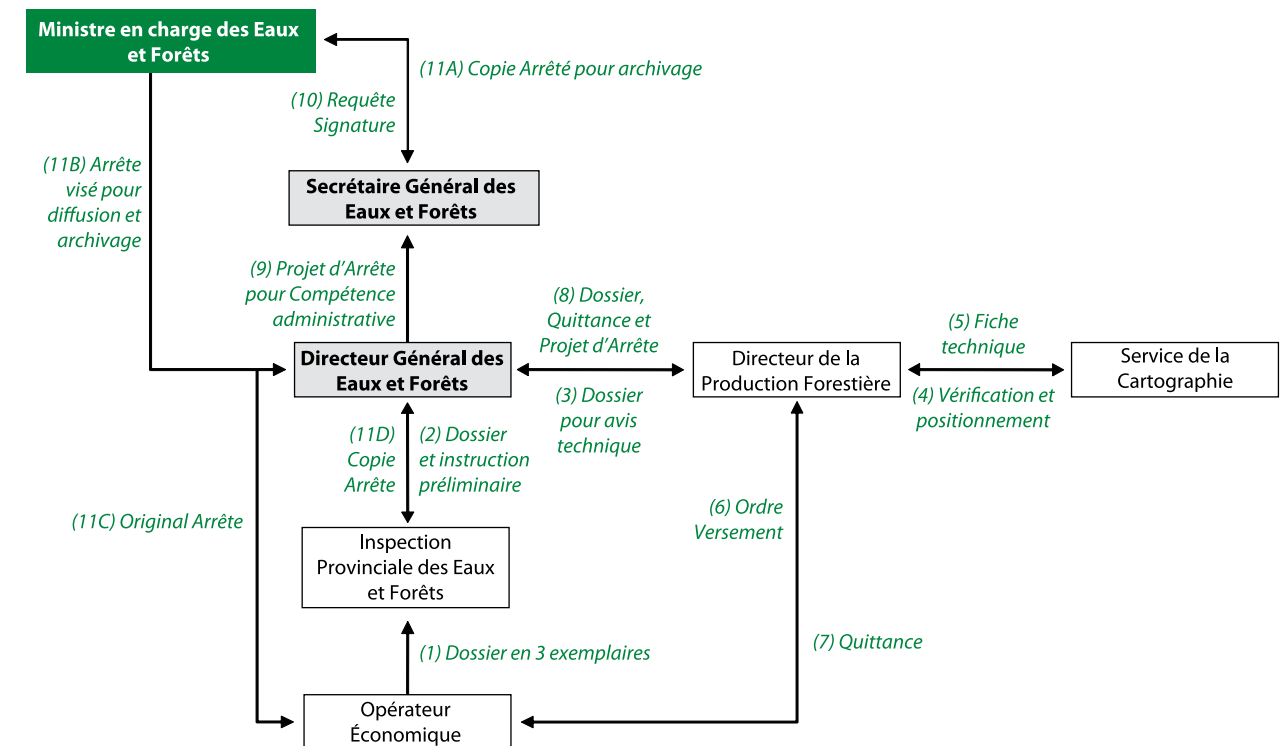 Ministre en charge des Eaux
et Forêts
(11A) Copie Arrêté pour archivage
(10) Requête
Signature
(11B) Arrête
visé pour
diffusion et
archivage
Secrétaire Général des
Eaux et Forêts
(9) Projet d'Arrête
pour Compétence
administrative
(8) Dossier,
Quittance et
Projet d'Arrête
(5) Fiche
technique
Directeur Général des
Eaux et Forêts
Directeur de la
Production Forestière
Service de la
Cartographie
(3) Dossier
pour avis
technique
(4) Vérification et
positionnement
(11D)
Copie
Arrête
(2) Dossier
et instruction
préliminaire
(6) Ordre
Versement
(11C) Original Arrête
Inspection
Provinciale des Eaux
et Forêts
(1) Dossier en 3 exemplaires
(7) Quittance
Opérateur
Économique